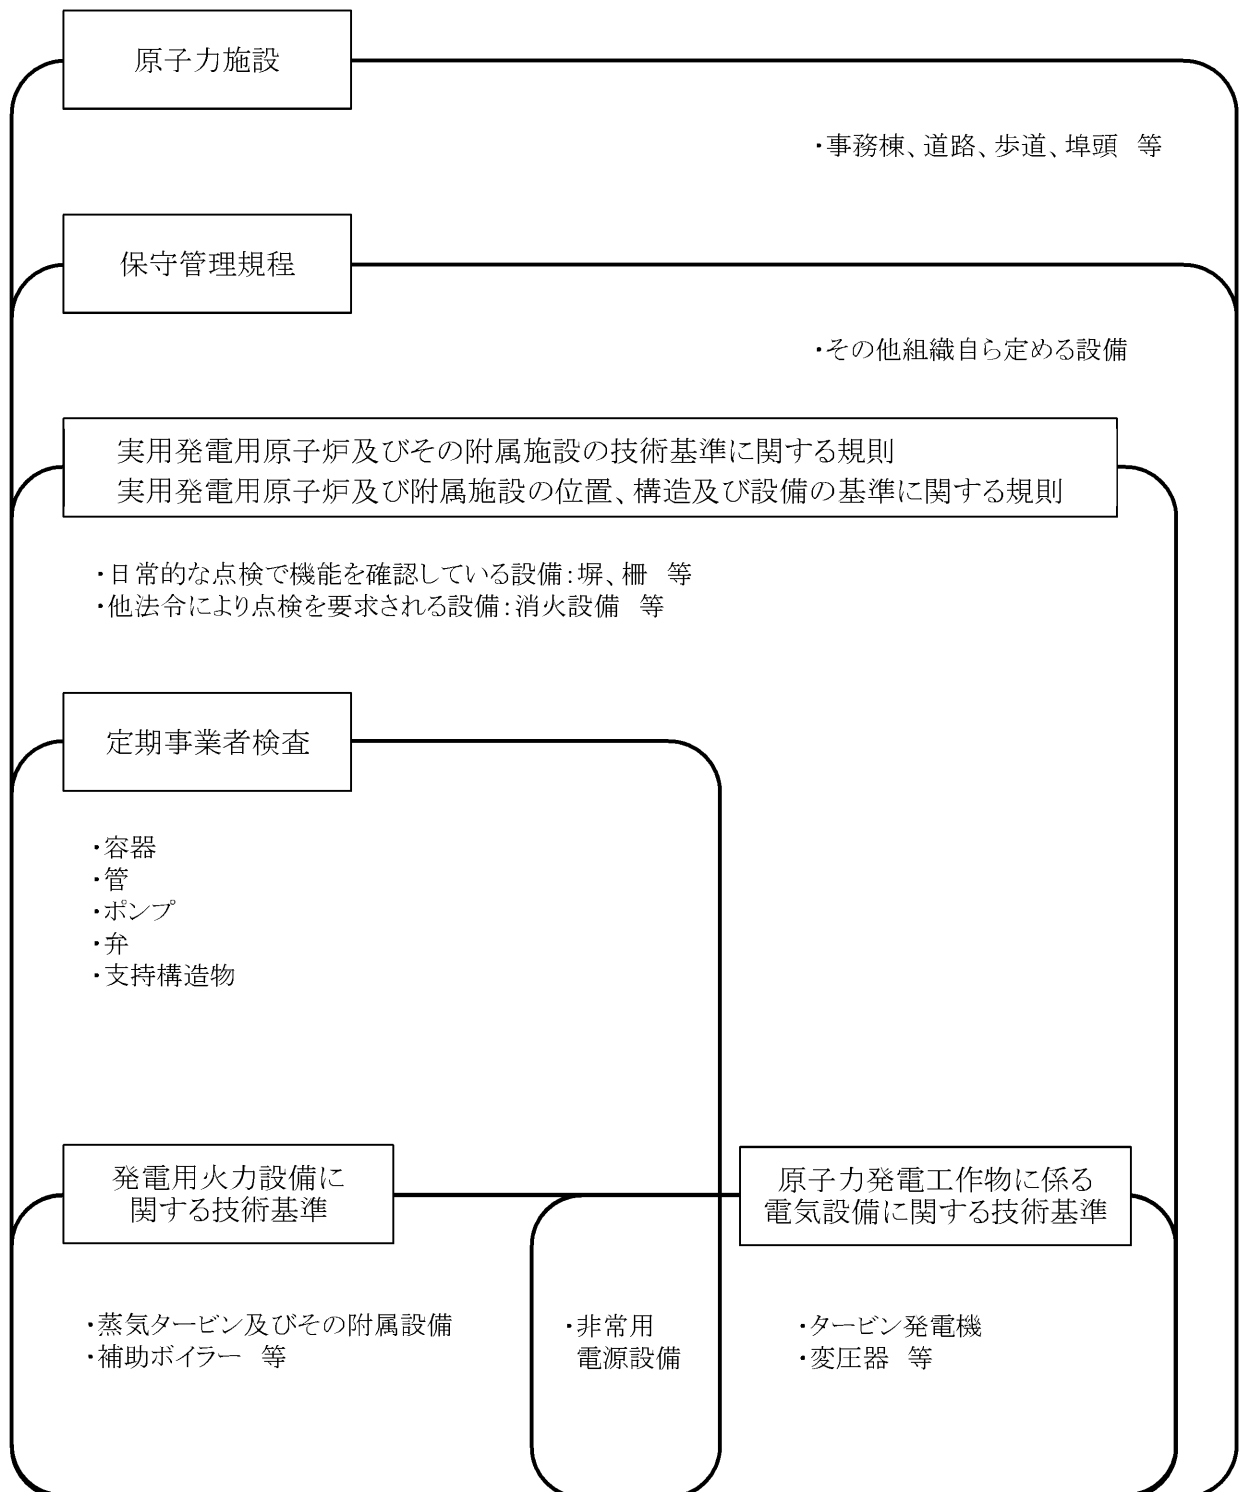 原子力施設
・事務棟、道路、歩道、埠頭　等
保守管理規程
・その他組織自ら定める設備
実用発電用原子炉及びその附属施設の技術基準に関する規則
実用発電用原子炉及び附属施設の位置、構造及び設備の基準に関する規則
・日常的な点検で機能を確認している設備：塀、柵　等
・他法令により点検を要求される設備：消火設備　等
定期事業者検査
・容器
・管
・ポンプ
・弁
・支持構造物
発電用火力設備に
関する技術基準
原子力発電工作物に係る
電気設備に関する技術基準
・蒸気タービン及びその附属設備
・補助ボイラー　等
・非常用
電源設備
・タービン発電機
・変圧器　等